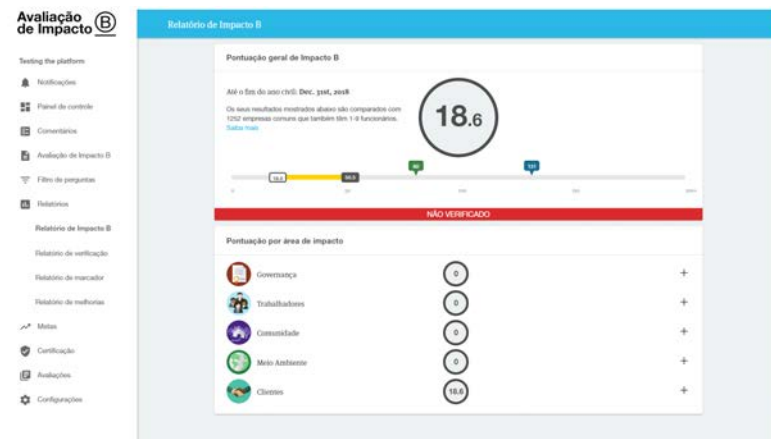 Avaliação
de Impacto B
Relatório de Impacto B
Testing the platform
Notificações
Painel de controle
Comentários
Avaliação de Impacto B
Filtro de perguntas
Relatórios
Relatório de Impacto B
Relatório de verificação
Relatório de marcador
Relatório de melhorias
Metas
Certificação
Avaliações
Configurações
Pontuação geral de Impacto B
Até o fim do ano civil: Dec. 31st, 2018
Os seus resultados mostrados abaixo são comparados com
1252 empresas comuns que também têm 1-9 funcionários.
Saiba mais
18.6
80
18.6
0
50
100
NÃO VERIFICADO
Pontuação por área de impacto
Governança 0
Trabalhadores 0
Comunidade 0
Meio Ambiente 0
Clientes 18.6